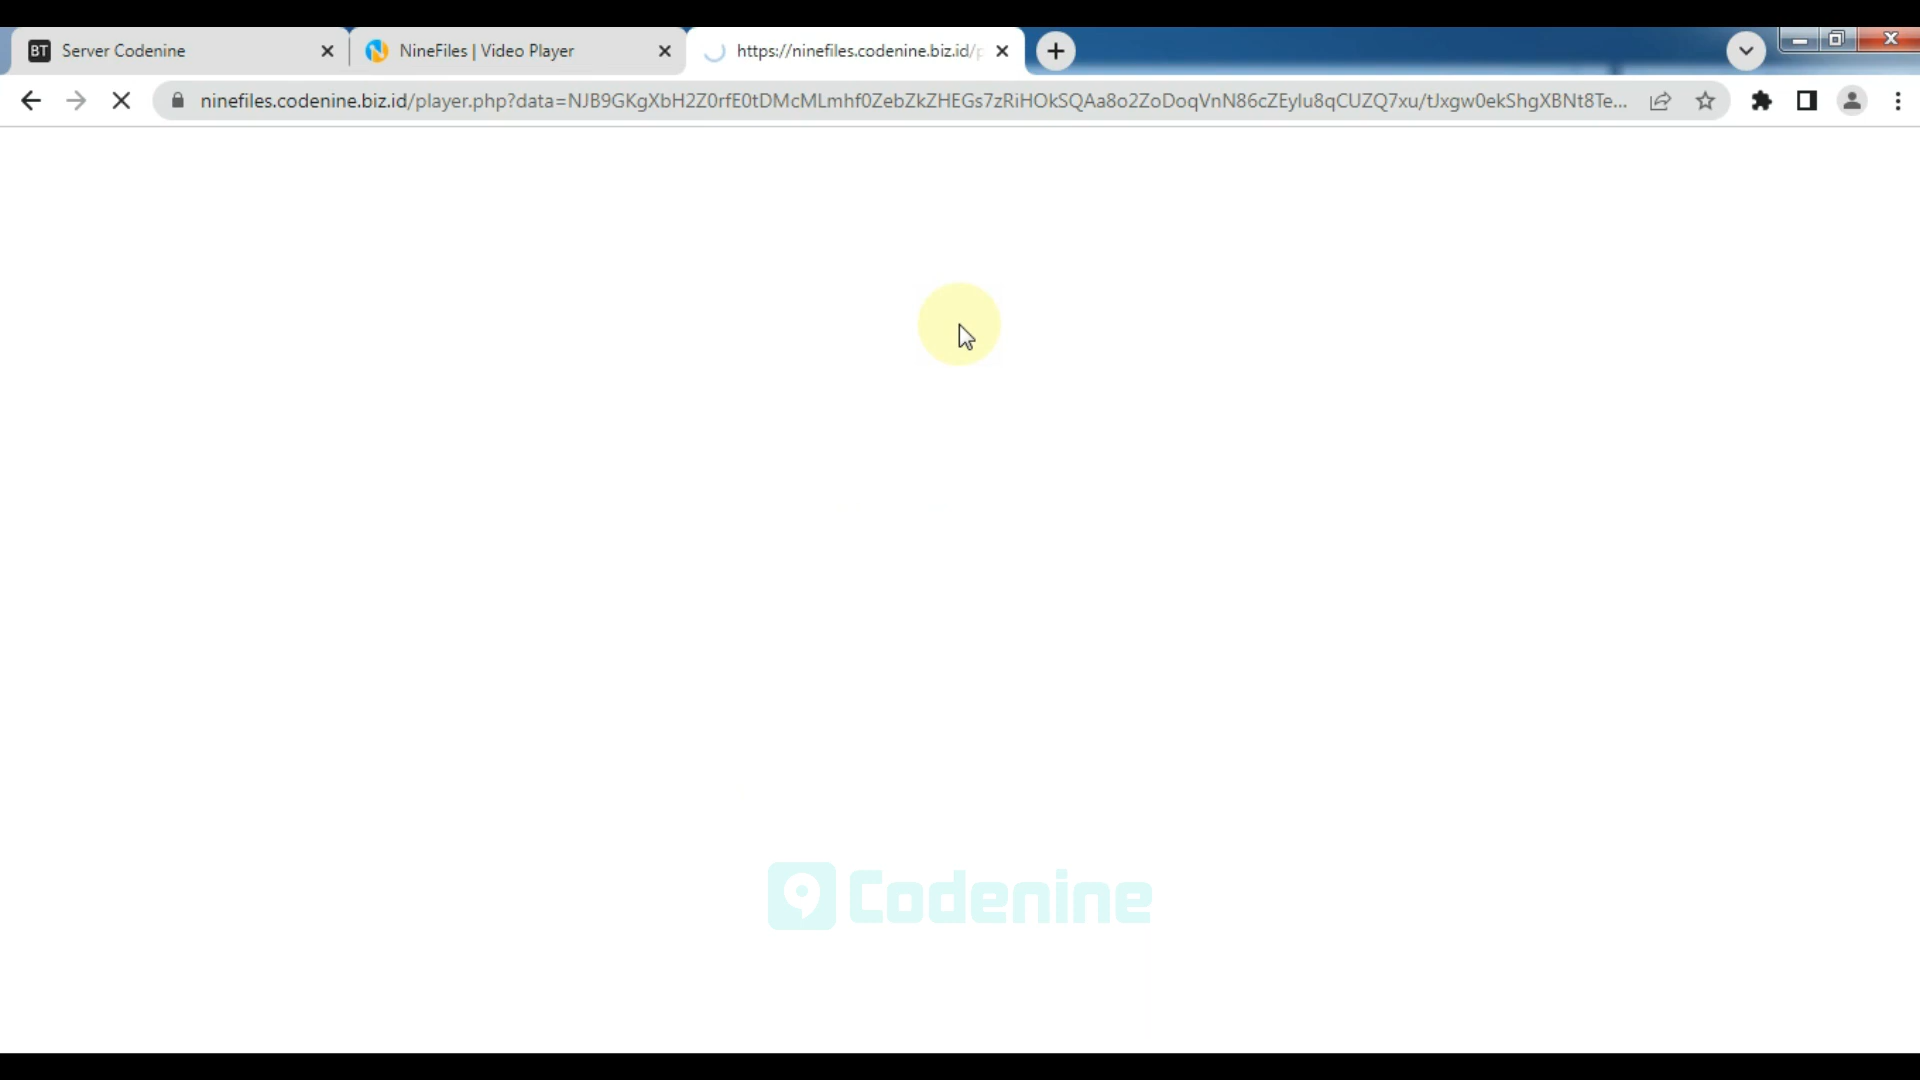 BT Server Codenine
NineFiles | Video Player
https://ninefiles.codenine.biz.id/p
ninefiles.codenine.biz.id/player.php?data=NJB9GKgXbH2Z0rfE0tDMcMLmhf0ZebZkZHEGs7zRiHOkSQAa8o2ZoDoqVnN86cZEylu8qCUZQ7xu/tJxgw0ekShgXBNt8Te...
Codenine